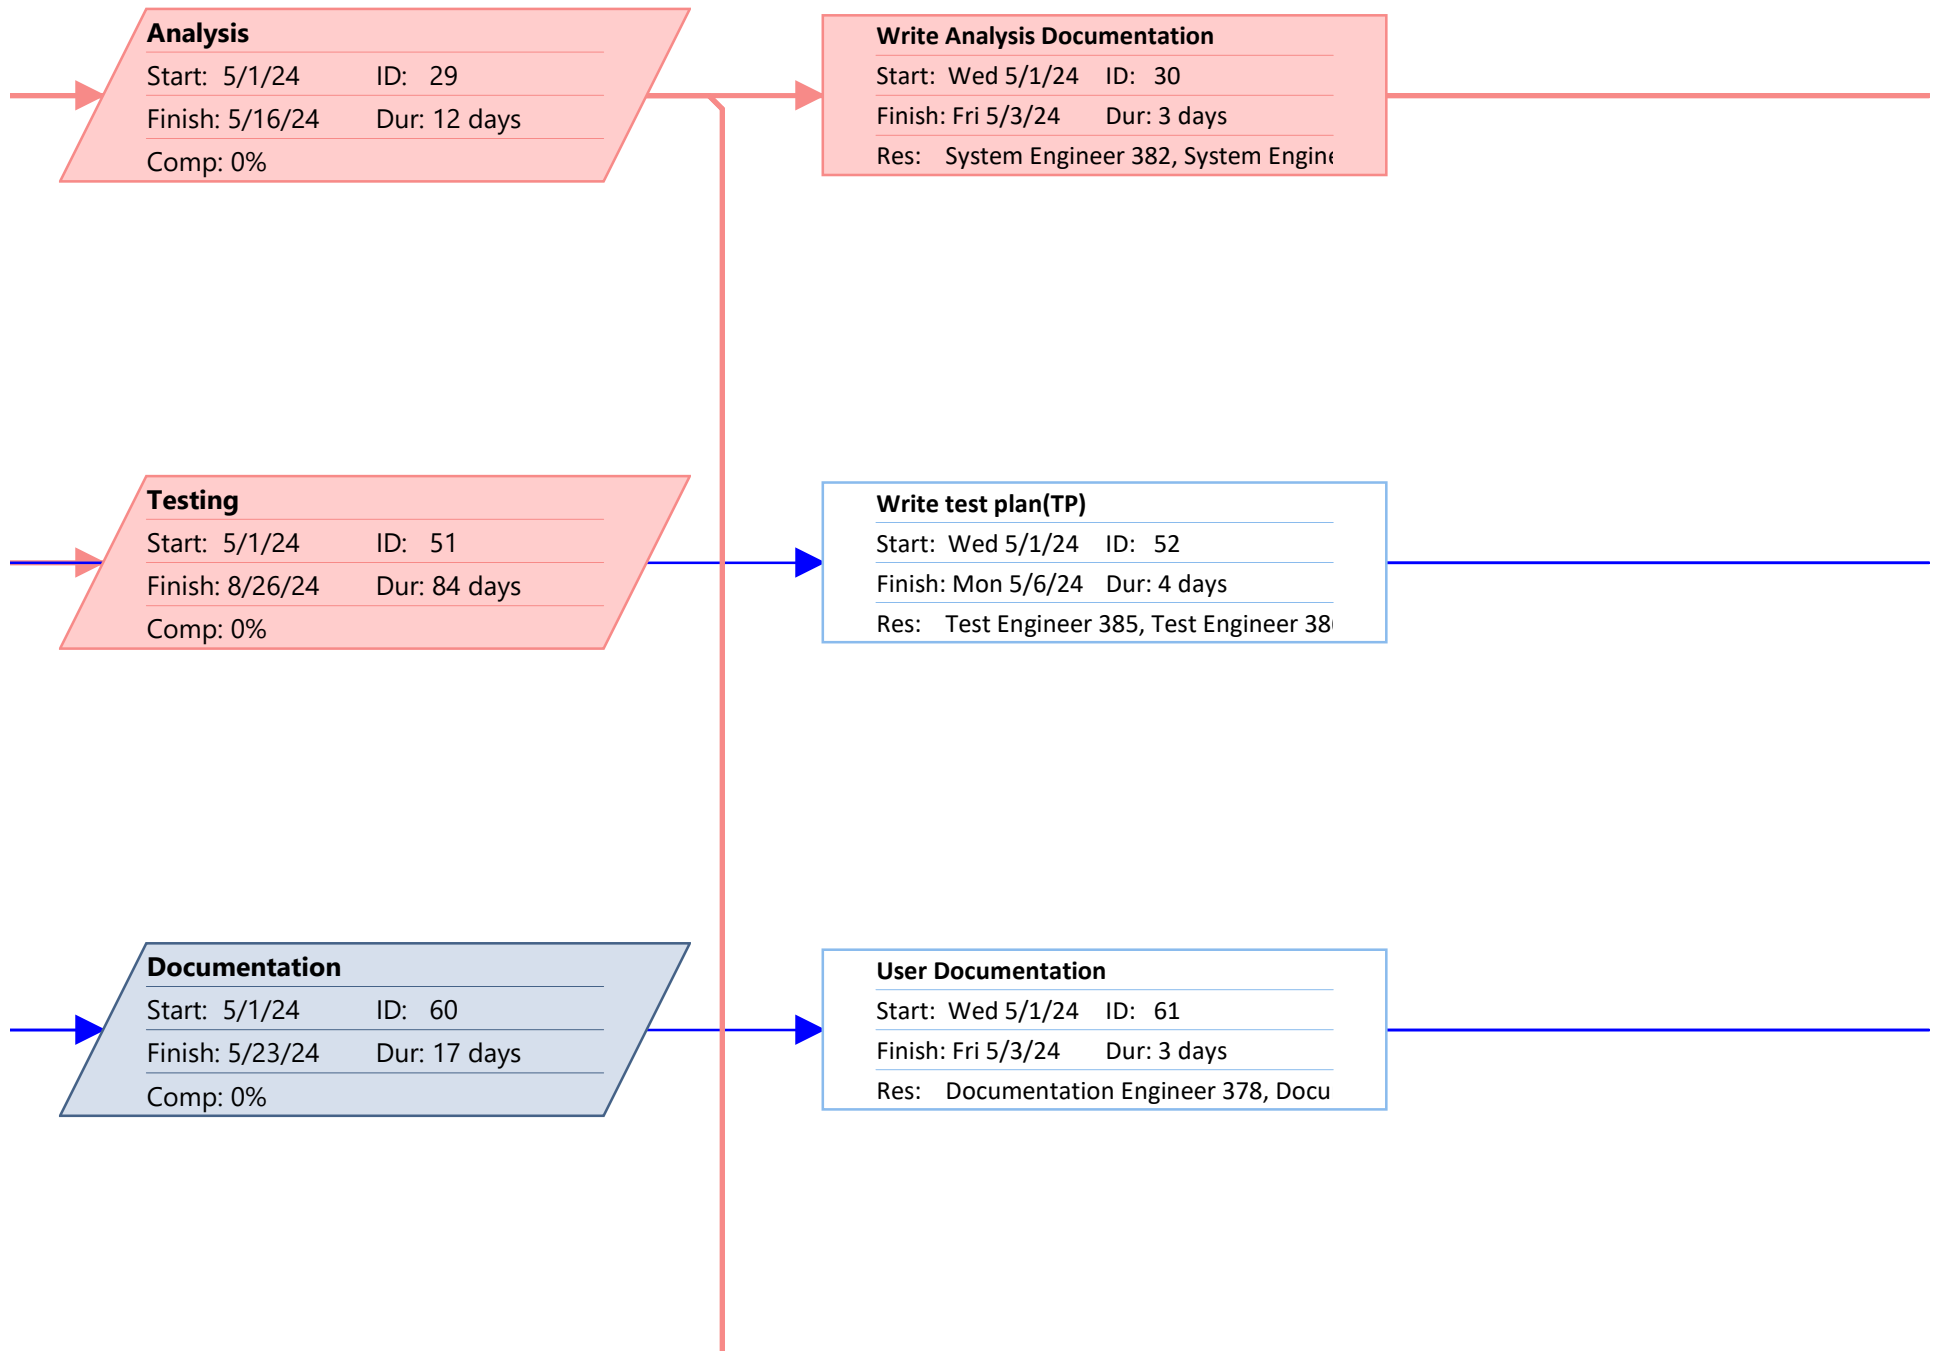 Analysis
Start: 5/1/24 ID: 29
Finish: 5/16/24 Dur: 12 days
Comp: 0%
Write Analysis Documentation
Start: Wed 5/1/24 ID: 30
Finish: Fri 5/3/24 Dur: 3 days
Res: System Engineer 382, System Engine
Testing
Start: 5/1/24 ID: 51
Finish: 8/26/24 Dur: 84 days
Comp: 0%
Write test plan(TP)
Start: Wed 5/1/24 ID: 52
Finish: Mon 5/6/24 Dur: 4 days
Res: Test Engineer 385, Test Engineer 38
Documentation
Start: 5/1/24 ID: 60
Finish: 5/23/24 Dur: 17 days
Comp: 0%
User Documentation
Start: Wed 5/1/24 ID: 61
Finish: Fri 5/3/24 Dur: 3 days
Res: Documentation Engineer 378, Docu